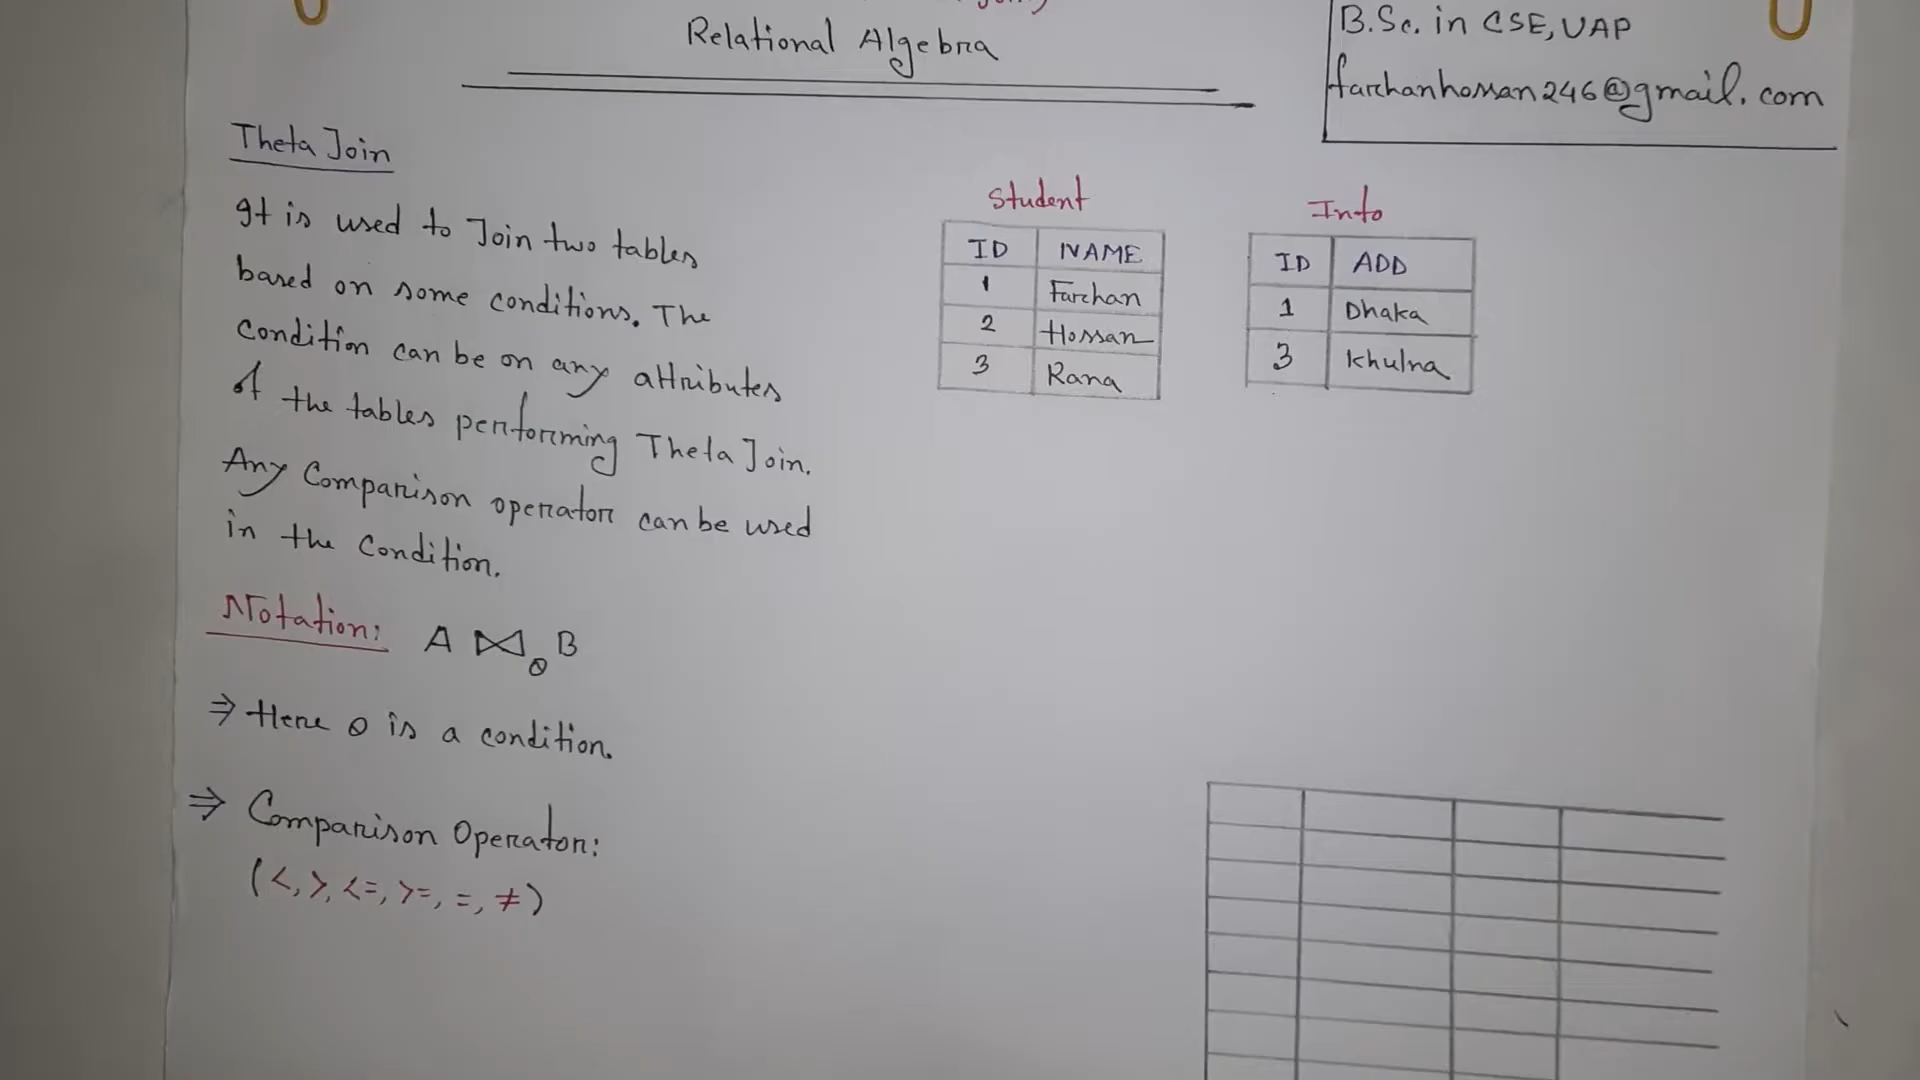 Relational Algebra
B.Sc. in CSE, UAP
farhanhossan246@gmail.com
Theta Join
It is used to Join two tables
based on some conditions. The
Condition can be on any attributes
of the tables performing Theta Join.
Any Comparison operator can be used
in the Condition.
Notation: A ⋈θ B
⇒ Here θ is a condition.
⇒ Comparison Operator:
(<, >, <=, >=, =, ≠)
Student
ID NAME
1 Farhan
2 Hossan
3 Rana
Info
ID ADD
1 Dhaka
3 Khulna